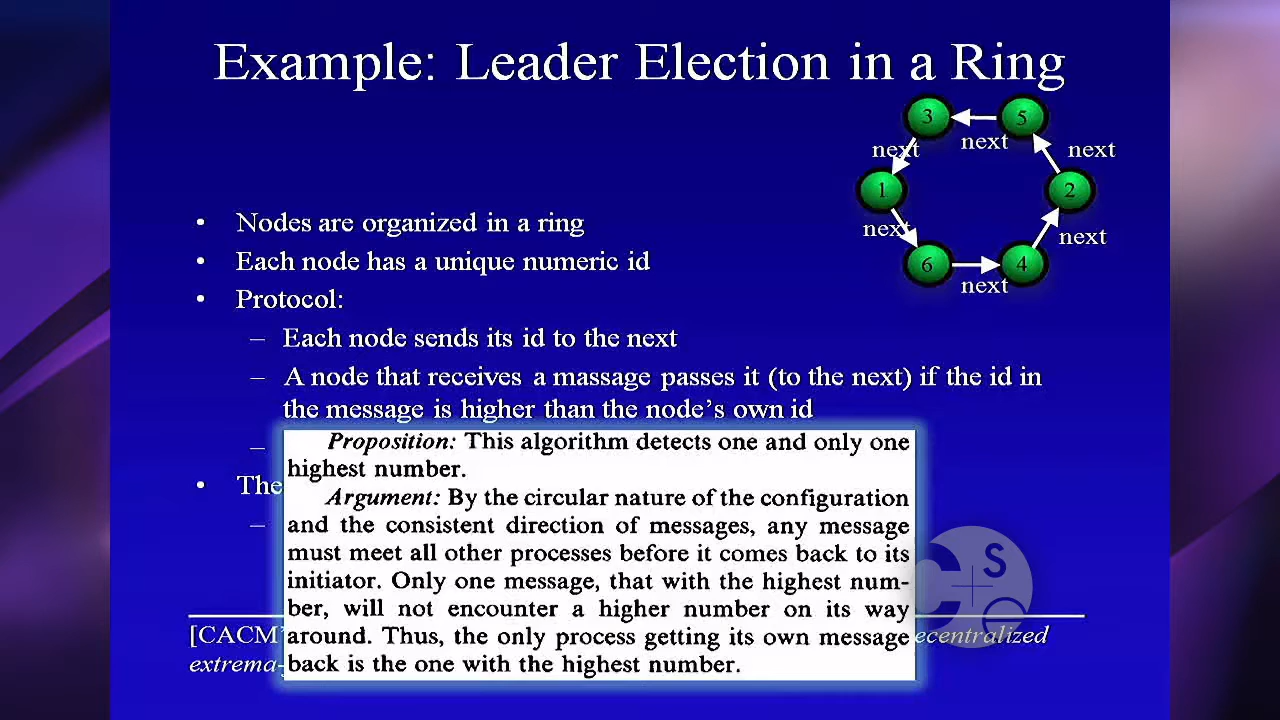 Example: Leader Election in a Ring
3
5
next
next
next
1
2
next
next
6
4
next
• Nodes are organized in a ring
• Each node has a unique numeric id
• Protocol:
– Each node sends its id to the next
– A node that receives a massage passes it (to the next) if the id in
the message is higher than the node's own id
–
• The
–
Proposition: This algorithm detects one and only one
highest number.
Argument: By the circular nature of the configuration
and the consistent direction of messages, any message
must meet all other processes before it comes back to its
initiator. Only one message, that with the highest num-
ber, will not encounter a higher number on its way
around. Thus, the only process getting its own message
back is the one with the highest number.
[CACM' ecentralized
extrema-
S